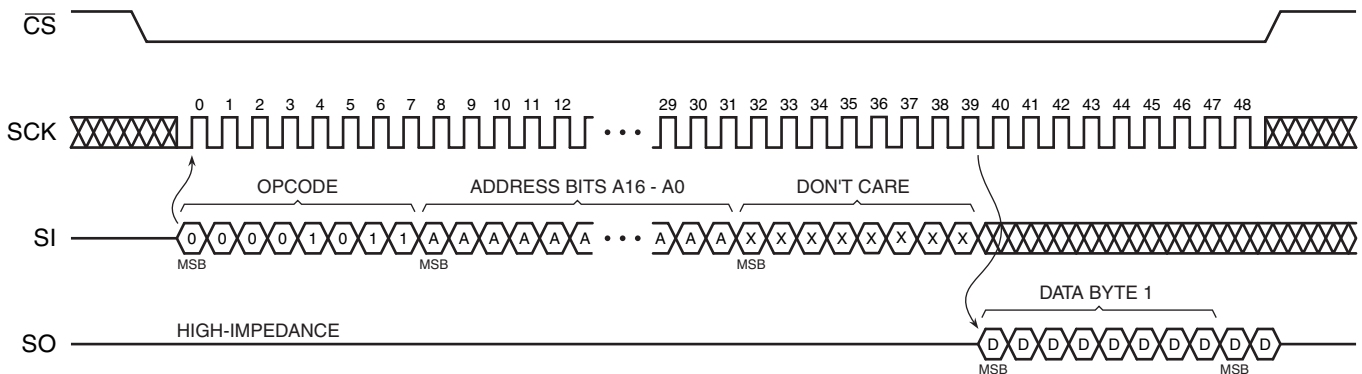 CS
0 1 2 3 4 5 6 7 8 9 10 11 12 29 30 31 32 33 34 35 36 37 38 39 40 41 42 43 44 45 46 47 48
SCK •••
OPCODE ADDRESS BITS A16 - A0 DON'T CARE
SI 0 0 0 0 1 0 1 1 A A A A A A ••• A A A X X X X X X X X
MSB MSB MSB
DATA BYTE 1
HIGH-IMPEDANCE
SO D D D D D D D D D D
MSB MSB